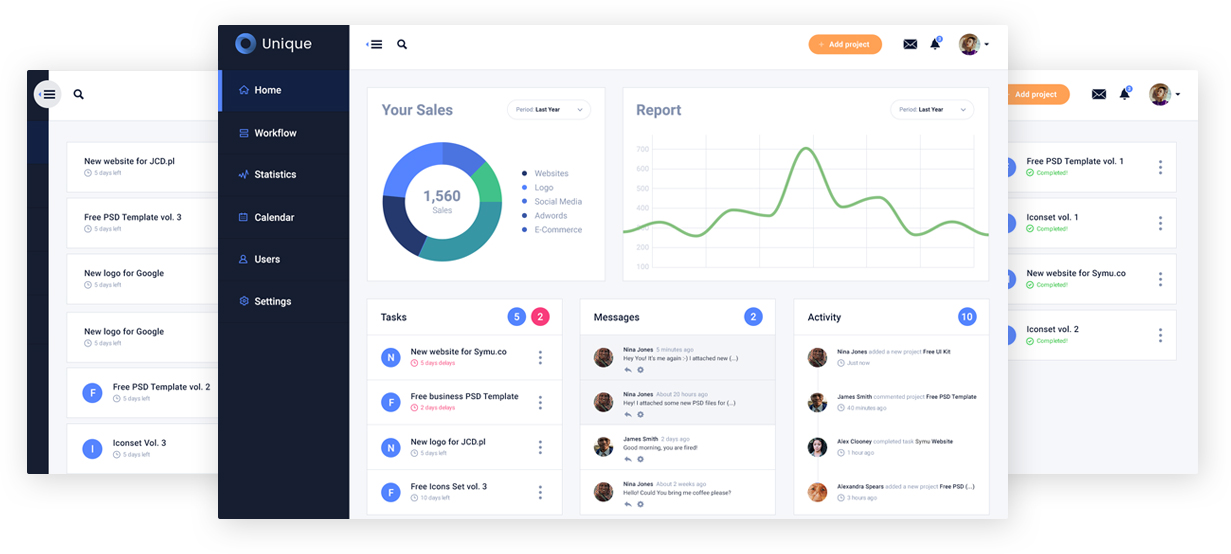 Unique
Home
Workflow
Statistics
Calendar
Users
Settings
+ Add project
3
Your Sales
Period: Last Year
1,560
Sales
Websites
Logo
Social Media
Adwords
E-Commerce
Report
Period: Last Year
700
600
500
400
200
100
Tasks
5
2
N
New website for Symu.co
5 days delays
F
Free business PSD Template
2 days delays
N
New logo for JCD.pl
5 days left
F
Free Icons Set vol. 3
10 days left
Messages
2
Nina Jones 5 minutes ago
Hey You! It's me again :-) I attached new (...)
Nina Jones About 20 hours ago
Hey! I attached some new PSD files for (...)
James Smith 2 days ago
Good morning, you are fired!
Nina Jones About 2 weeks ago
Hello! Could You bring me coffee please?
Activity
10
Nina Jones added a new project Free UI Kit
Just now
James Smith commented project Free PSD Template
40 minutes ago
Alex Clooney completed task Symu Website
1 hour ago
Alexandra Spears added a new project Free PSD (...)
3 hours ago
New website for JCD.pl
5 days left
Free PSD Template vol. 3
5 days left
New logo for Google
5 days left
New logo for Google
5 days left
F
Free PSD Template vol. 2
5 days left
I
Iconset Vol. 3
5 days left
Add project
3
Free PSD Template vol. 1
Completed!
Iconset vol. 1
Completed!
New website for Symu.co
Completed!
Iconset vol. 2
Completed!